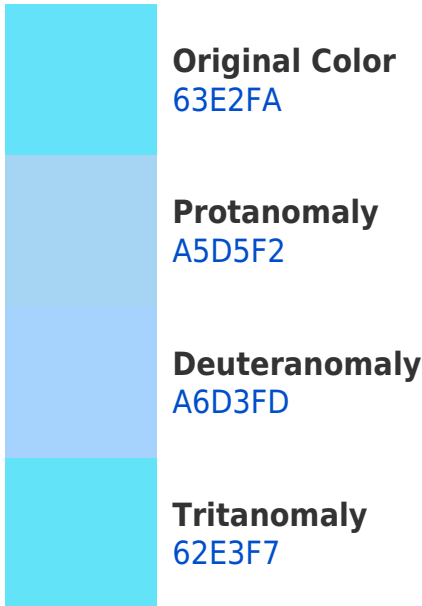 Original Color
63E2FA
Protanomaly
A5D5F2
Deuteranomaly
A6D3FD
Tritanomaly
62E3F7